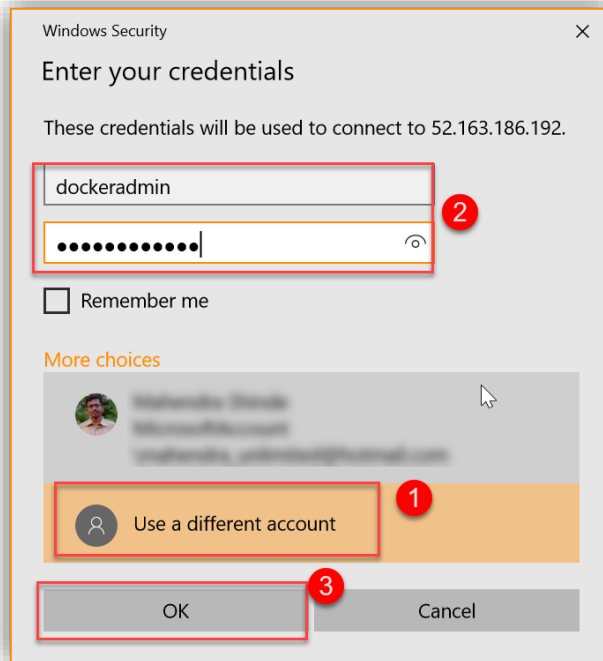 Windows Security
Enter your credentials
These credentials will be used to connect to 52.163.186.192.
dockeradmin
●●●●●●●●●●●●
2
Remember me
More choices
1
Use a different account
3
OK
Cancel